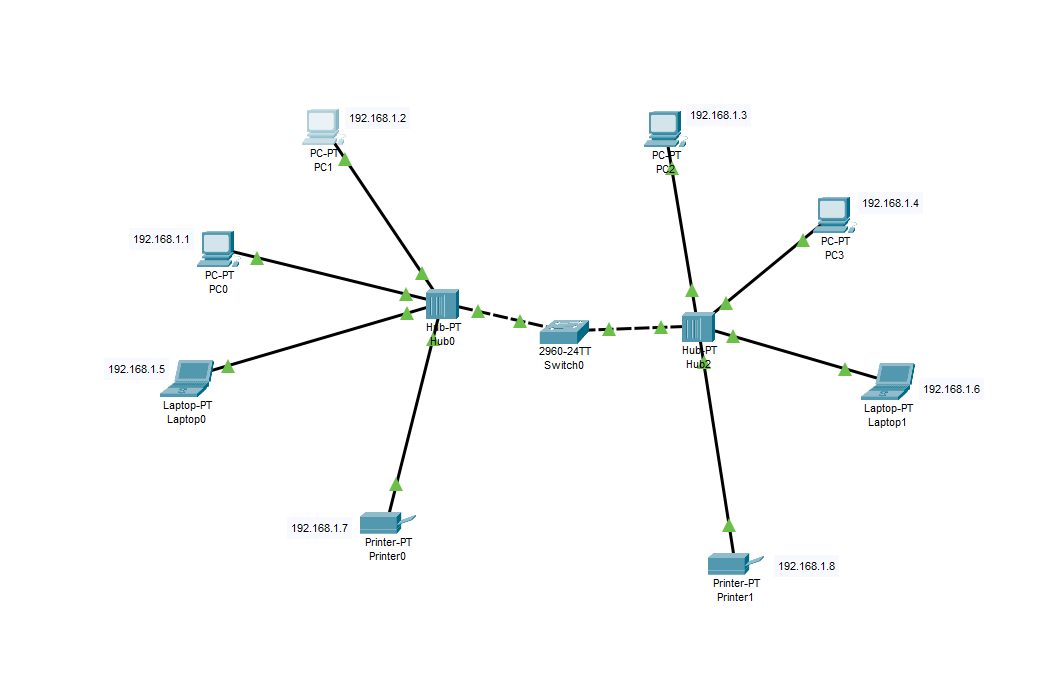 192.168.1.2
PC-PT
PC1
192.168.1.3
PC-PT
PC2
192.168.1.4
PC-PT
PC3
192.168.1.1
PC-PT
PC0
Hub-PT
Hub0
2960-24TT
Switch0
Hub-PT
Hub2
192.168.1.5
Laptop-PT
Laptop0
192.168.1.6
Laptop-PT
Laptop1
192.168.1.7
Printer-PT
Printer0
192.168.1.8
Printer-PT
Printer1